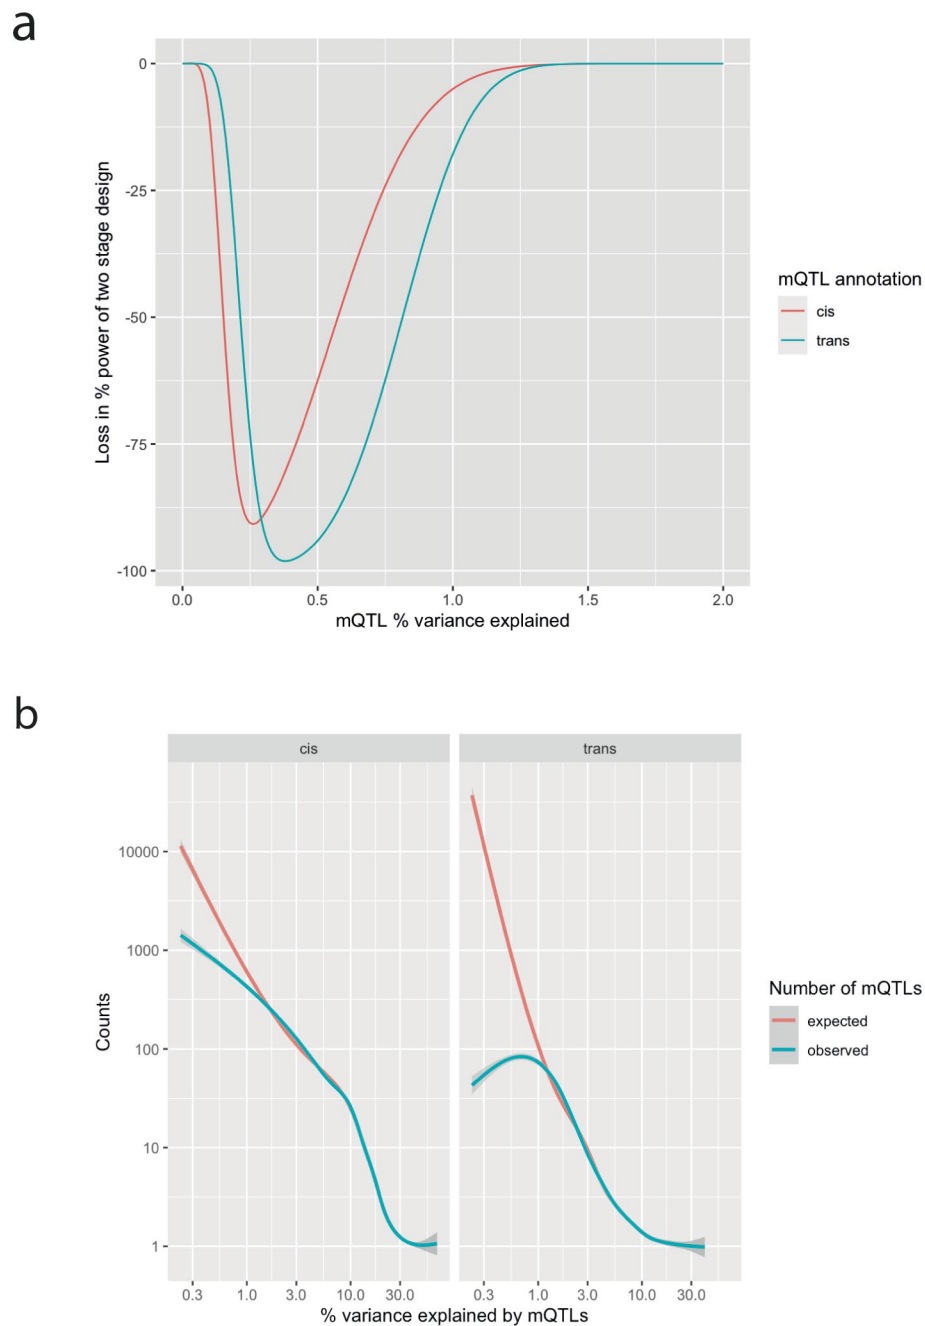 a
Loss in % power of two stage design
0
-25
-50
-75
-100
0.0 0.5 1.0 1.5 2.0
mQTL % variance explained
mQTL annotation
cis
trans
b
cis trans
Counts
10000
1000
100
10
1
0.3 1.0 3.0 10.0 30.0 0.3 1.0 3.0 10.0 30.0
% variance explained by mQTLs
Number of mQTLs
expected
observed